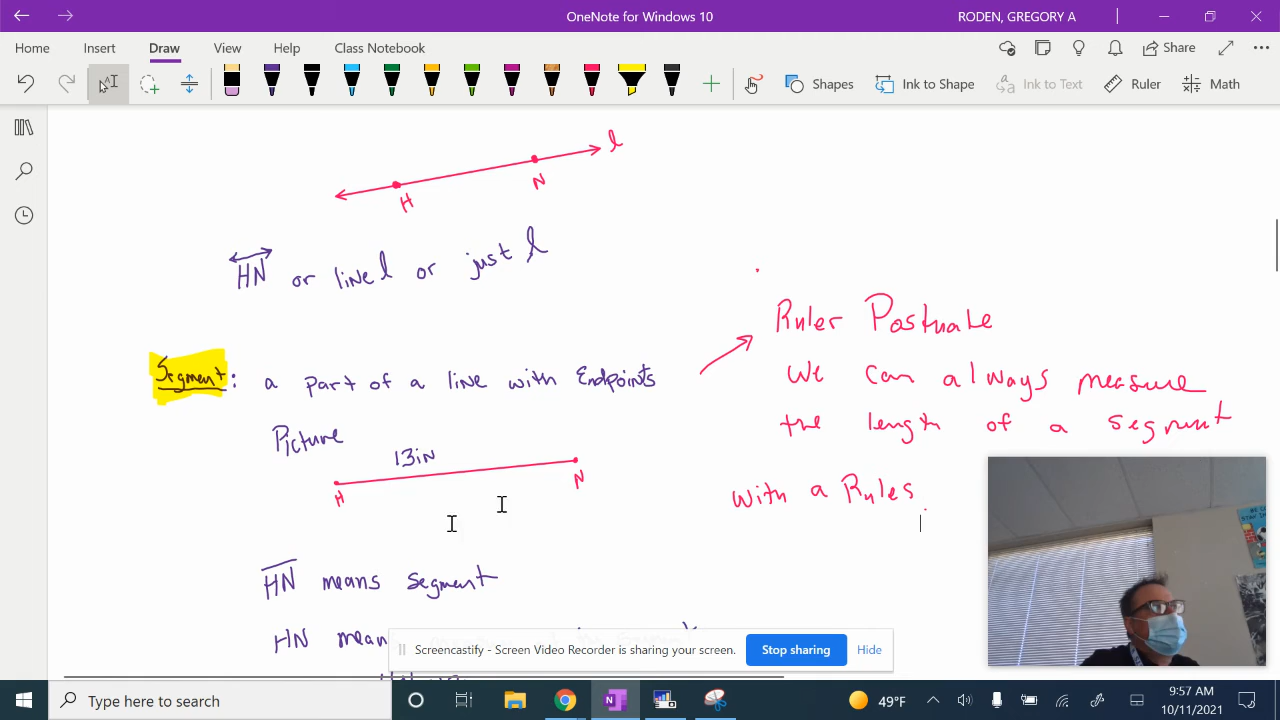 OneNote for Windows 10
RODEN, GREGORY A
Home Insert Draw View Help Class Notebook
Share
Shapes Ink to Shape Ink to Text Ruler Math
l
H N
HN or line l or just l
Segment: a part of a line with Endpoints
Picture
13in
H N
HN means segment
HN mean
Ruler Postulate
We can always measure
the length of a segment
with a Rules
Screencastify - Screen Video Recorder is sharing your screen. Stop sharing Hide
Type here to search
49°F
9:57 AM
10/11/2021